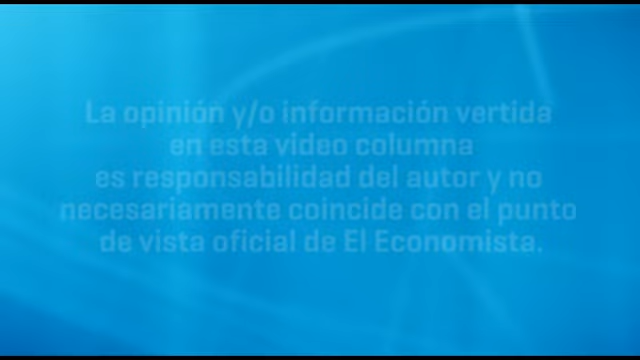 La opinión y/o información vertida
en esta video columna
es responsabilidad del autor y no
necesariamente coincide con el punto
de vista oficial de El Economista.